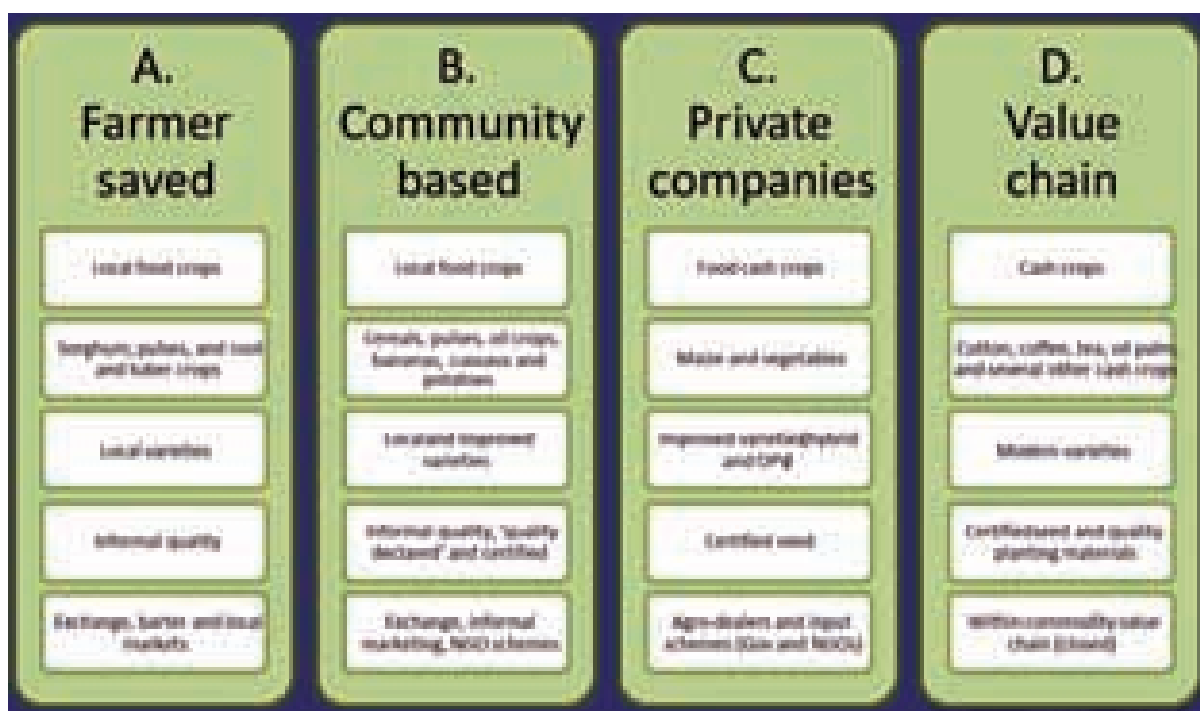 A.
Farmer
saved
Local food crops
Sorghum, pulses, and root
and tuber crops
Local varieties
Informal quality
Exchange, barter and local
markets
B.
Community
based
Local food crops
Cereals, pulses, oil crops,
bananas, cassava and
potatoes
Local and improved
varieties
Informal quality, 'quality
declared' and certified
Exchange, informal
marketing, NGO schemes
C.
Private
companies
Food cash crops
Maize and vegetables
Improved varieties
and
Certified seed
Agro-dealers and input
schemes (Gov and NGOs)
D.
Value
chain
Cash crops
Cotton, coffee, tea, oil palm,
and several other cash crops
Modern varieties
Certified seed and quality
planting materials
Within commodity value
chain (closed)